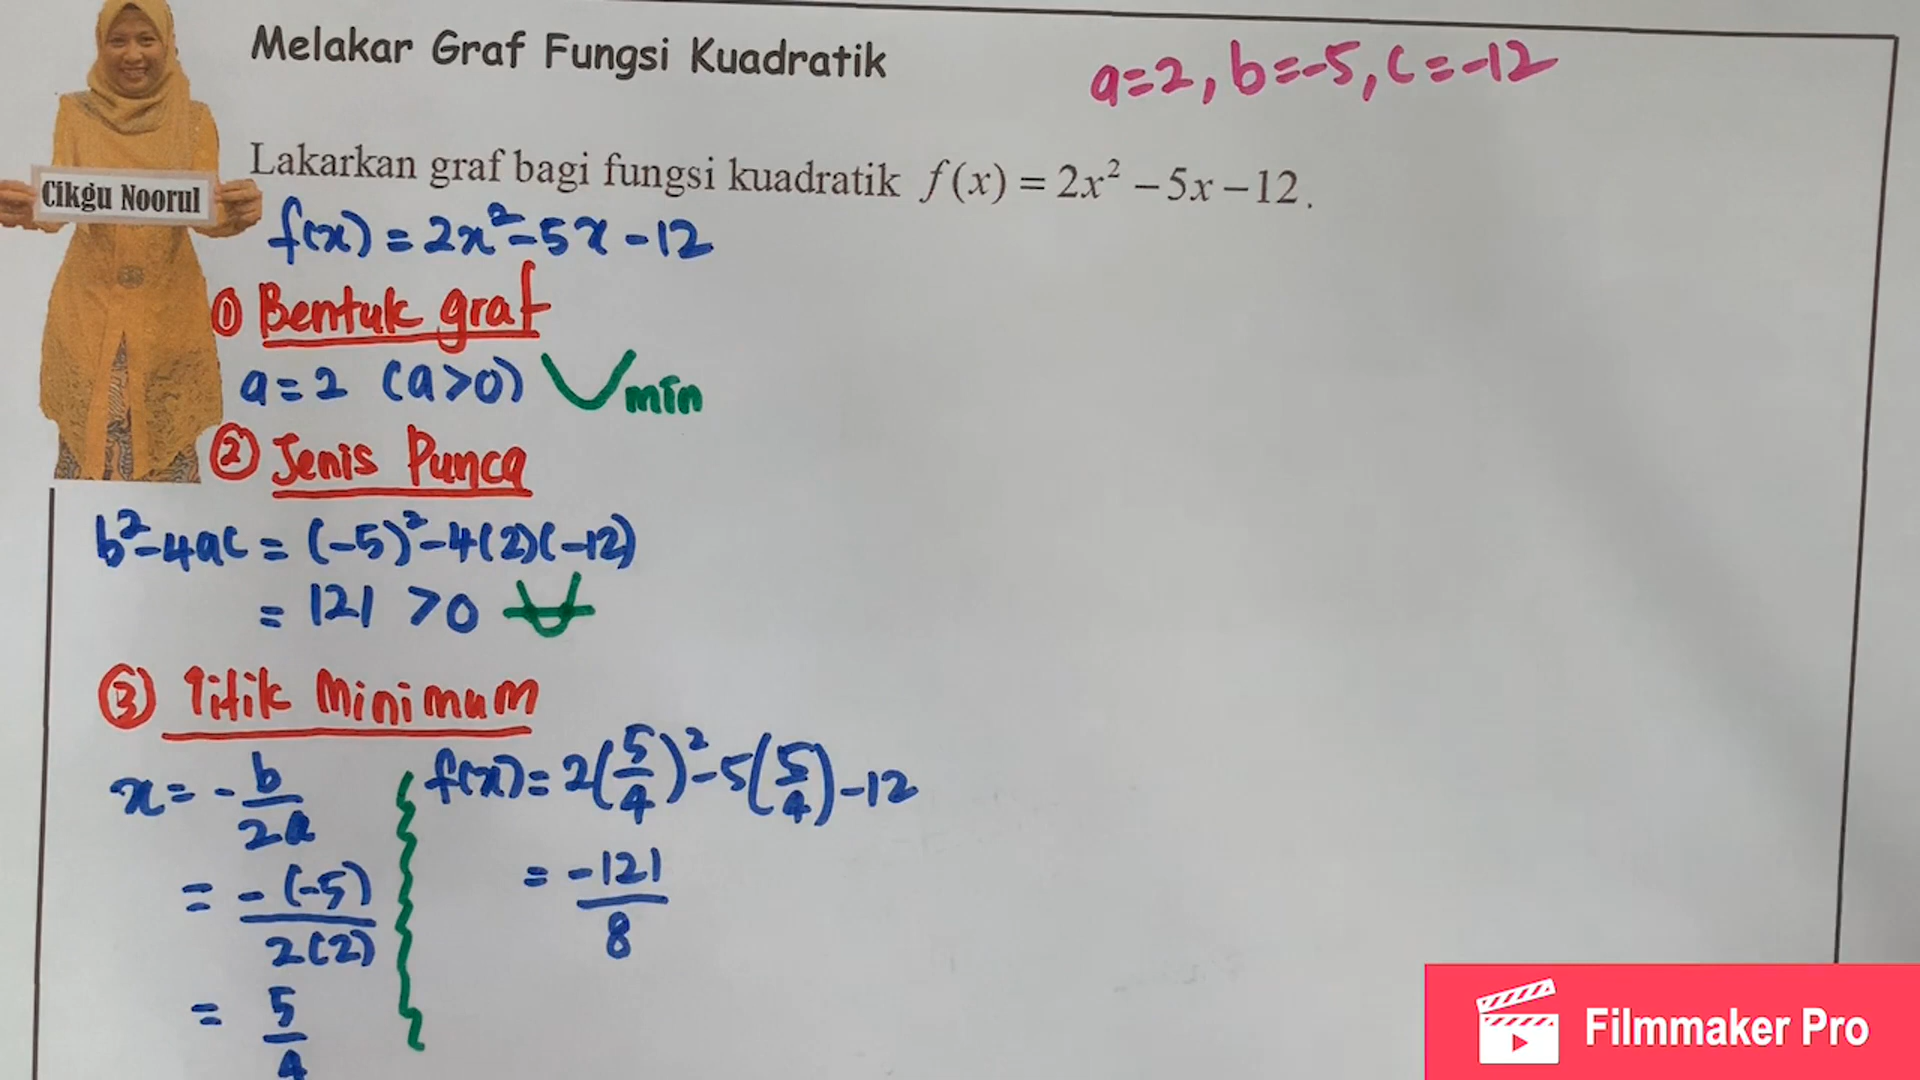 Melakar Graf Fungsi Kuadratik
a=2, b=-5, c=-12
Lakarkan graf bagi fungsi kuadratik f(x) = 2x² – 5x – 12.
Cikgu Noorul
f(x) = 2x² - 5x - 12
① Bentuk graf
a = 2 (a>0) min
② Jenis Punca
b² - 4ac = (-5)² - 4(2)(-12)
= 121 > 0
③ Titik Minimum
x = - b/2a
= -(-5)/2(2)
= 5/4
f(x) = 2(5/4)² - 5(5/4) - 12
= -121/8
Filmmaker Pro